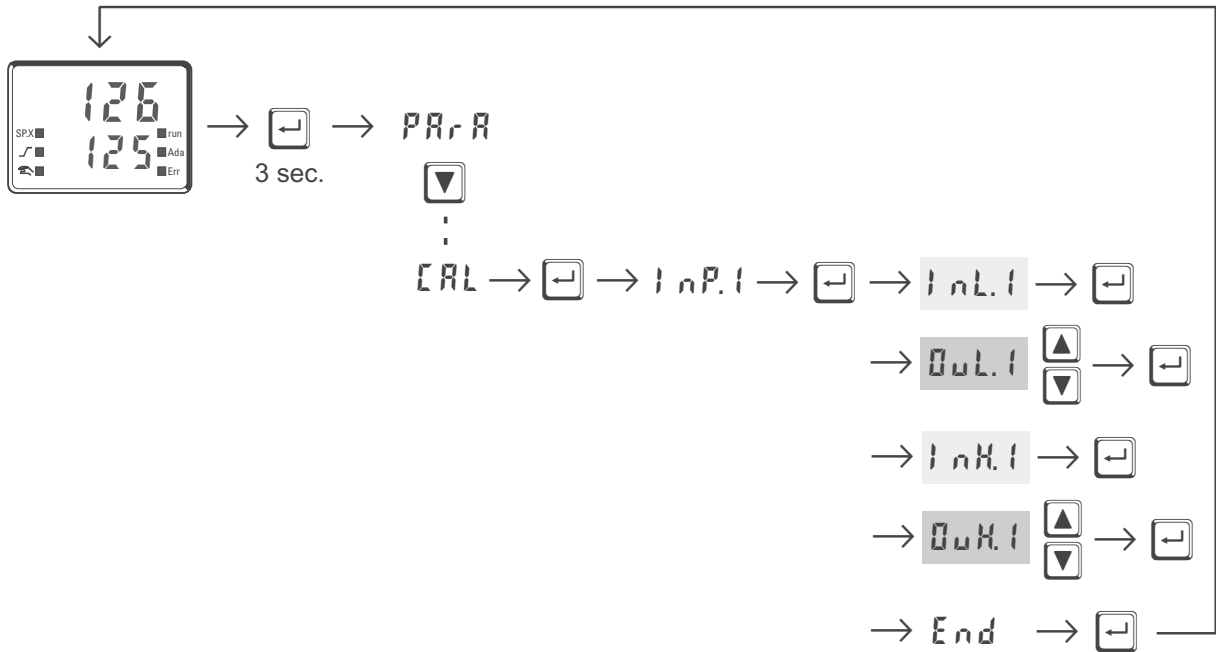 126
SP.X run
125 Ada
Err
3 sec.
PArA
CAL
InP.1
InL.1
OuL.1
InH.1
OuH.1
End